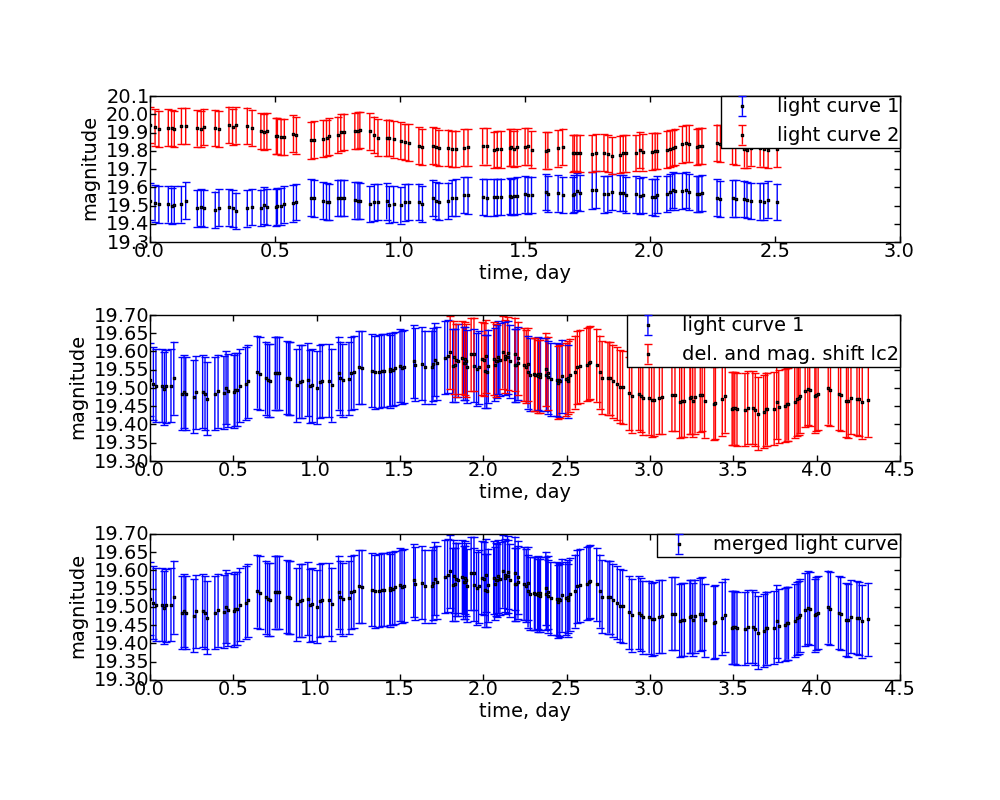 20.1
20.0
19.9
19.8
19.7
19.6
19.5
19.4
19.3
magnitude
light curve 1
light curve 2
0.0 0.5 1.0 1.5 2.0 2.5 3.0
time, day
19.70
19.65
19.60
19.55
19.50
19.45
19.40
19.35
19.30
magnitude
light curve 1
del. and mag. shift lc2
0.0 0.5 1.0 1.5 2.0 2.5 3.0 3.5 4.0 4.5
time, day
19.70
19.65
19.60
19.55
19.50
19.45
19.40
19.35
19.30
magnitude
merged light curve
0.0 0.5 1.0 1.5 2.0 2.5 3.0 3.5 4.0 4.5
time, day